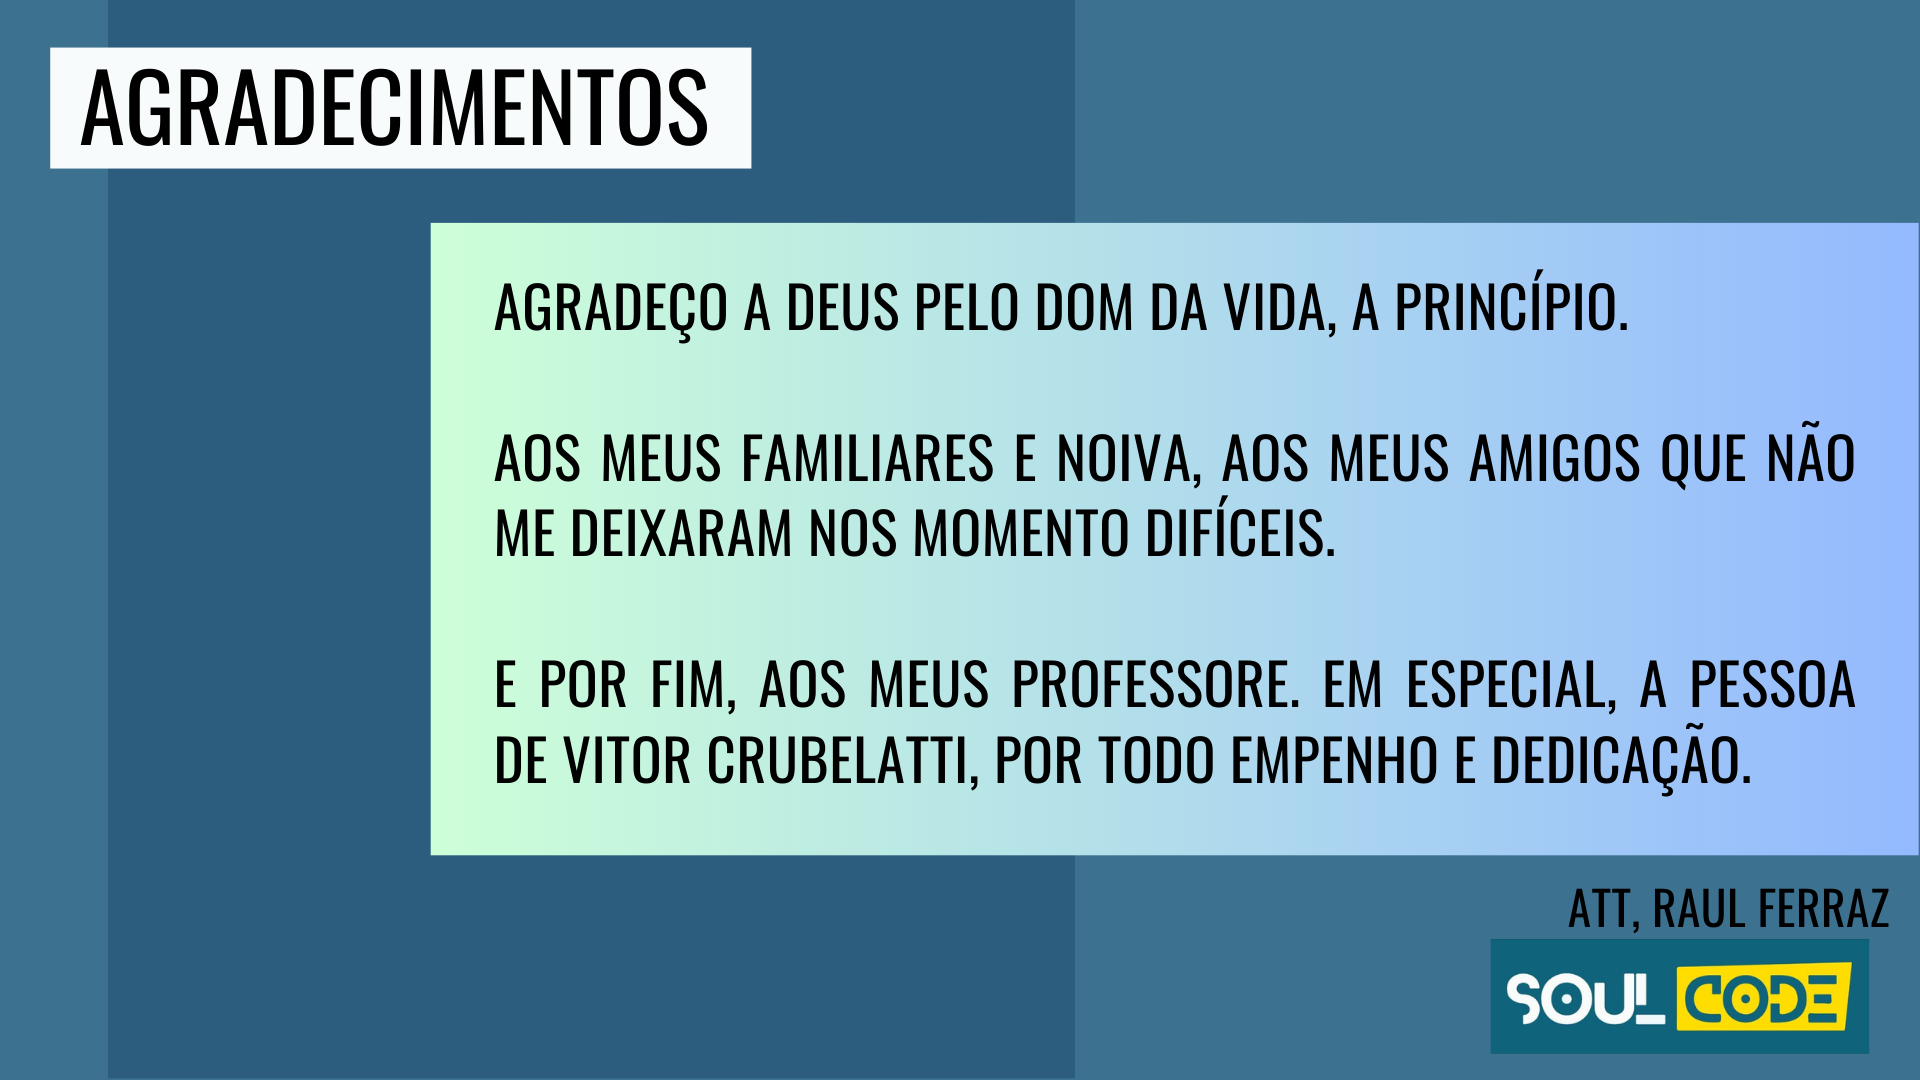 AGRADECIMENTOS
AGRADEÇO A DEUS PELO DOM DA VIDA, A PRINCÍPIO.
AOS MEUS FAMILIARES E NOIVA, AOS MEUS AMIGOS QUE NÃO
ME DEIXARAM NOS MOMENTO DIFÍCEIS.
E POR FIM, AOS MEUS PROFESSORE. EM ESPECIAL, A PESSOA
DE VITOR CRUBELATTI, POR TODO EMPENHO E DEDICAÇÃO.
ATT, RAUL FERRAZ
SOUL CODE